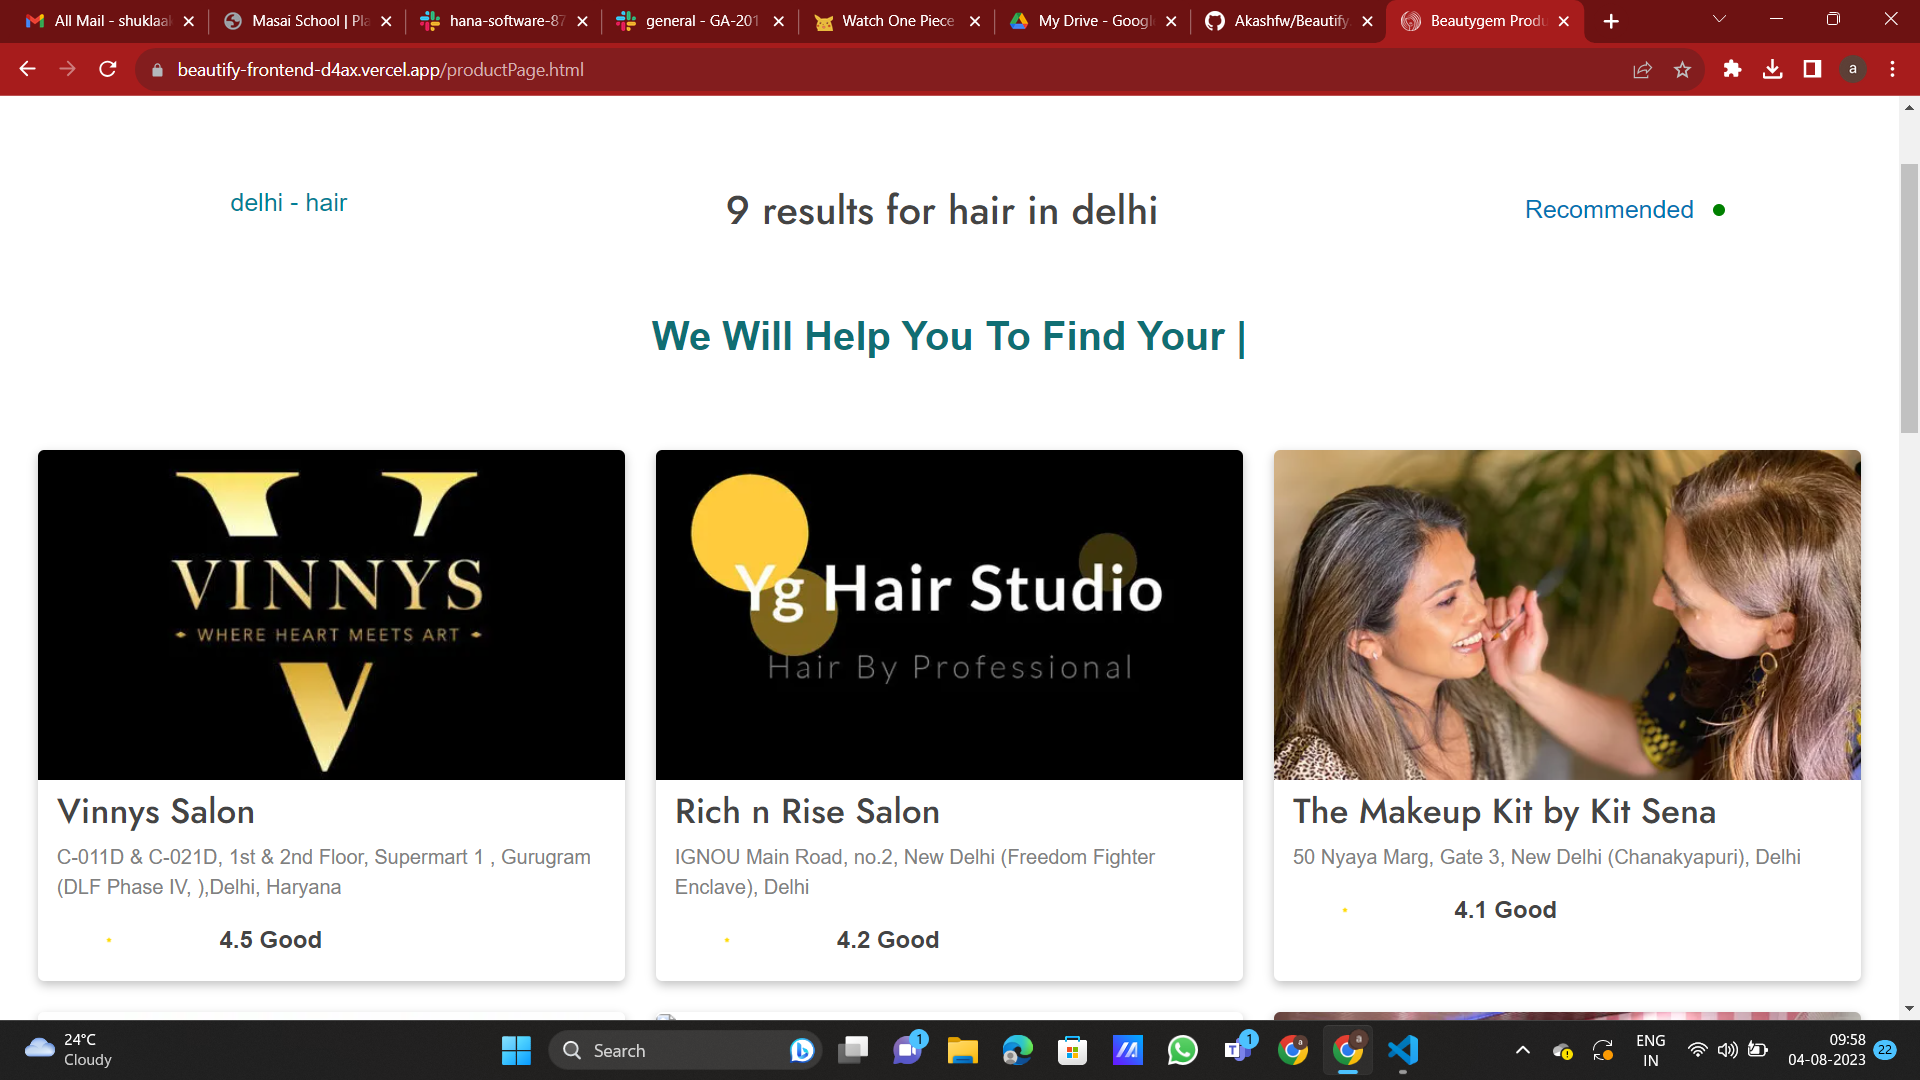 All Mail - shuklaak
Masai School | Pla
hana-software-87
general - GA-201
Watch One Piece
My Drive - Google
Akashfw/Beautify
Beautygem Produ
beautify-frontend-d4ax.vercel.app/productPage.html
a
delhi - hair
9 results for hair in delhi
Recommended
We Will Help You To Find Your |
VINNYS
WHERE HEART MEETS ART
Yg Hair Studio
Hair By Professional
Vinnys Salon
C-011D & C-021D, 1st & 2nd Floor, Supermart 1 , Gurugram
(DLF Phase IV, ),Delhi, Haryana
4.5 Good
Rich n Rise Salon
IGNOU Main Road, no.2, New Delhi (Freedom Fighter
Enclave), Delhi
4.2 Good
The Makeup Kit by Kit Sena
50 Nyaya Marg, Gate 3, New Delhi (Chanakyapuri), Delhi
4.1 Good
24°C
Cloudy
Search
1
1
a
a
ENG
IN
09:58
04-08-2023
22